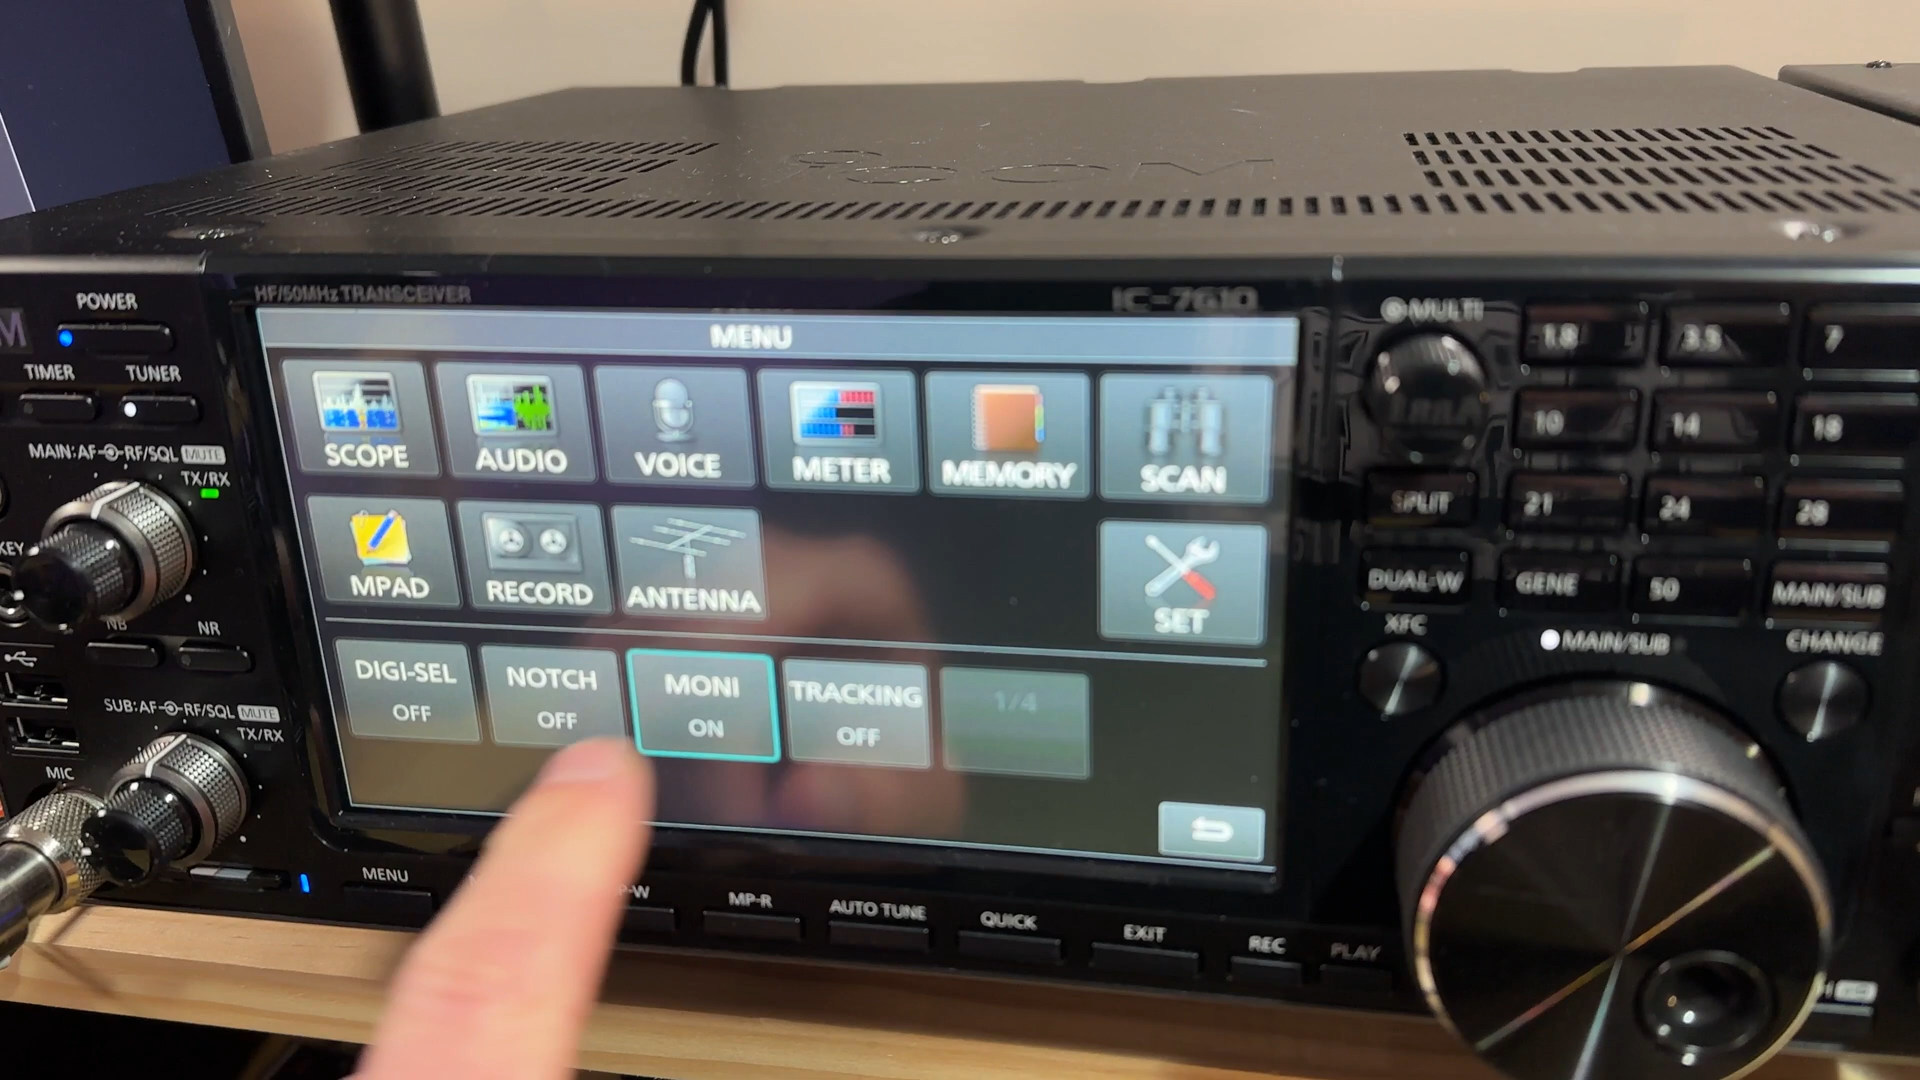 ICOM
HF/50MHz TRANSCEIVER
IC-7610
POWER
TIMER
TUNER
MAIN:AF RF/SQL MUTE
TX/RX
KEY
NB
NR
SUB:AF RF/SQL MUTE
TX/RX
MIC
MENU
SCOPE
AUDIO
VOICE
METER
MEMORY
SCAN
MPAD
RECORD
ANTENNA
SET
DIGI-SEL
OFF
NOTCH
OFF
MONI
ON
TRACKING
OFF
1/4
MENU
P-W
MP-R
AUTO TUNE
QUICK
EXIT
REC
PLAY
MULTI
1.8
3.5
7
10
14
18
SPLIT
21
24
28
DUAL-W
GENE
50
MAIN/SUB
XFC
MAIN/SUB
CHANGE